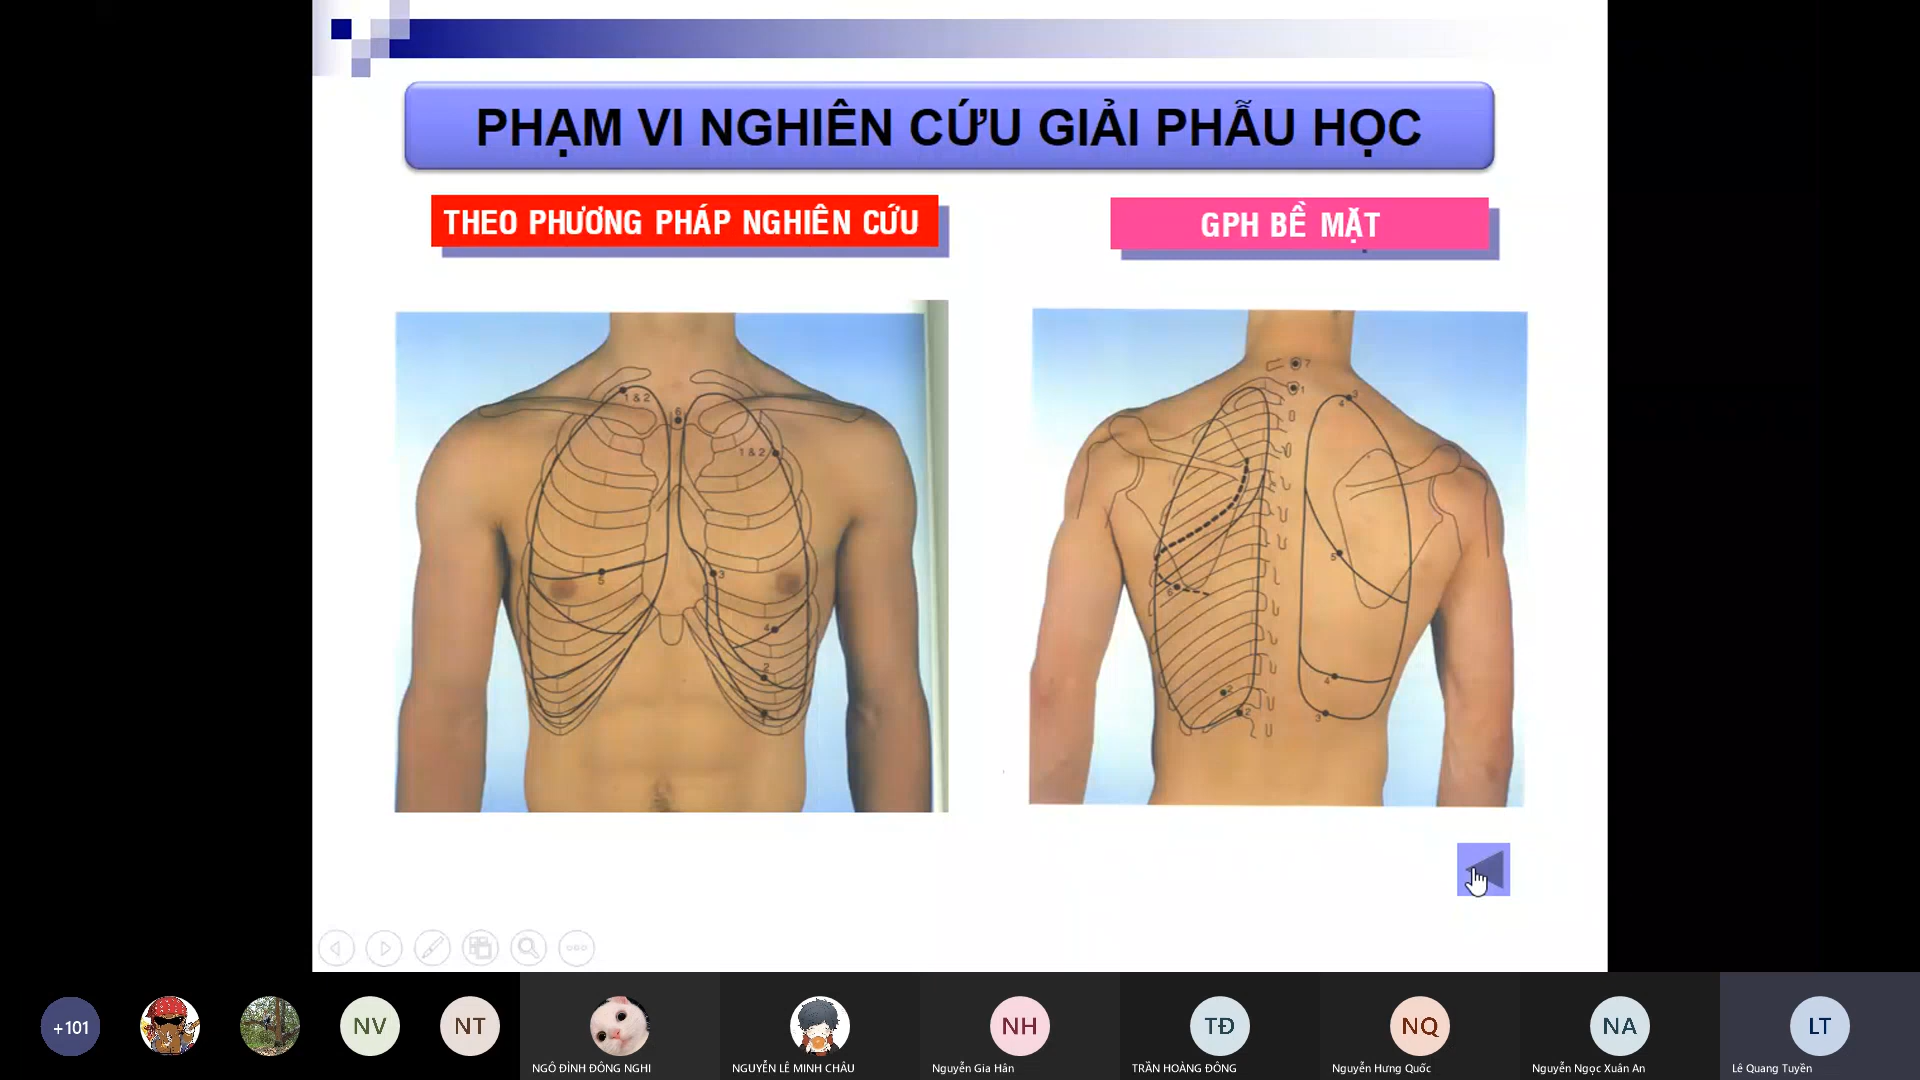 PHẠM VI NGHIÊN CỨU GIẢI PHẪU HỌC
THEO PHƯƠNG PHÁP NGHIÊN CỨU
GPH BỀ MẶT
1 & 2
6
1 & 2
5
3
4
2
7
1
3
4
5
6
2
2
4
3
+101
NV
NT
NGÔ ĐÌNH ĐÔNG NGHI
NGUYỄN LÊ MINH CHÂU
NH
Nguyễn Gia Hân
TĐ
TRẦN HOÀNG ĐÔNG
NQ
Nguyễn Hưng Quốc
NA
Nguyễn Ngọc Xuân An
LT
Lê Quang Tuyền